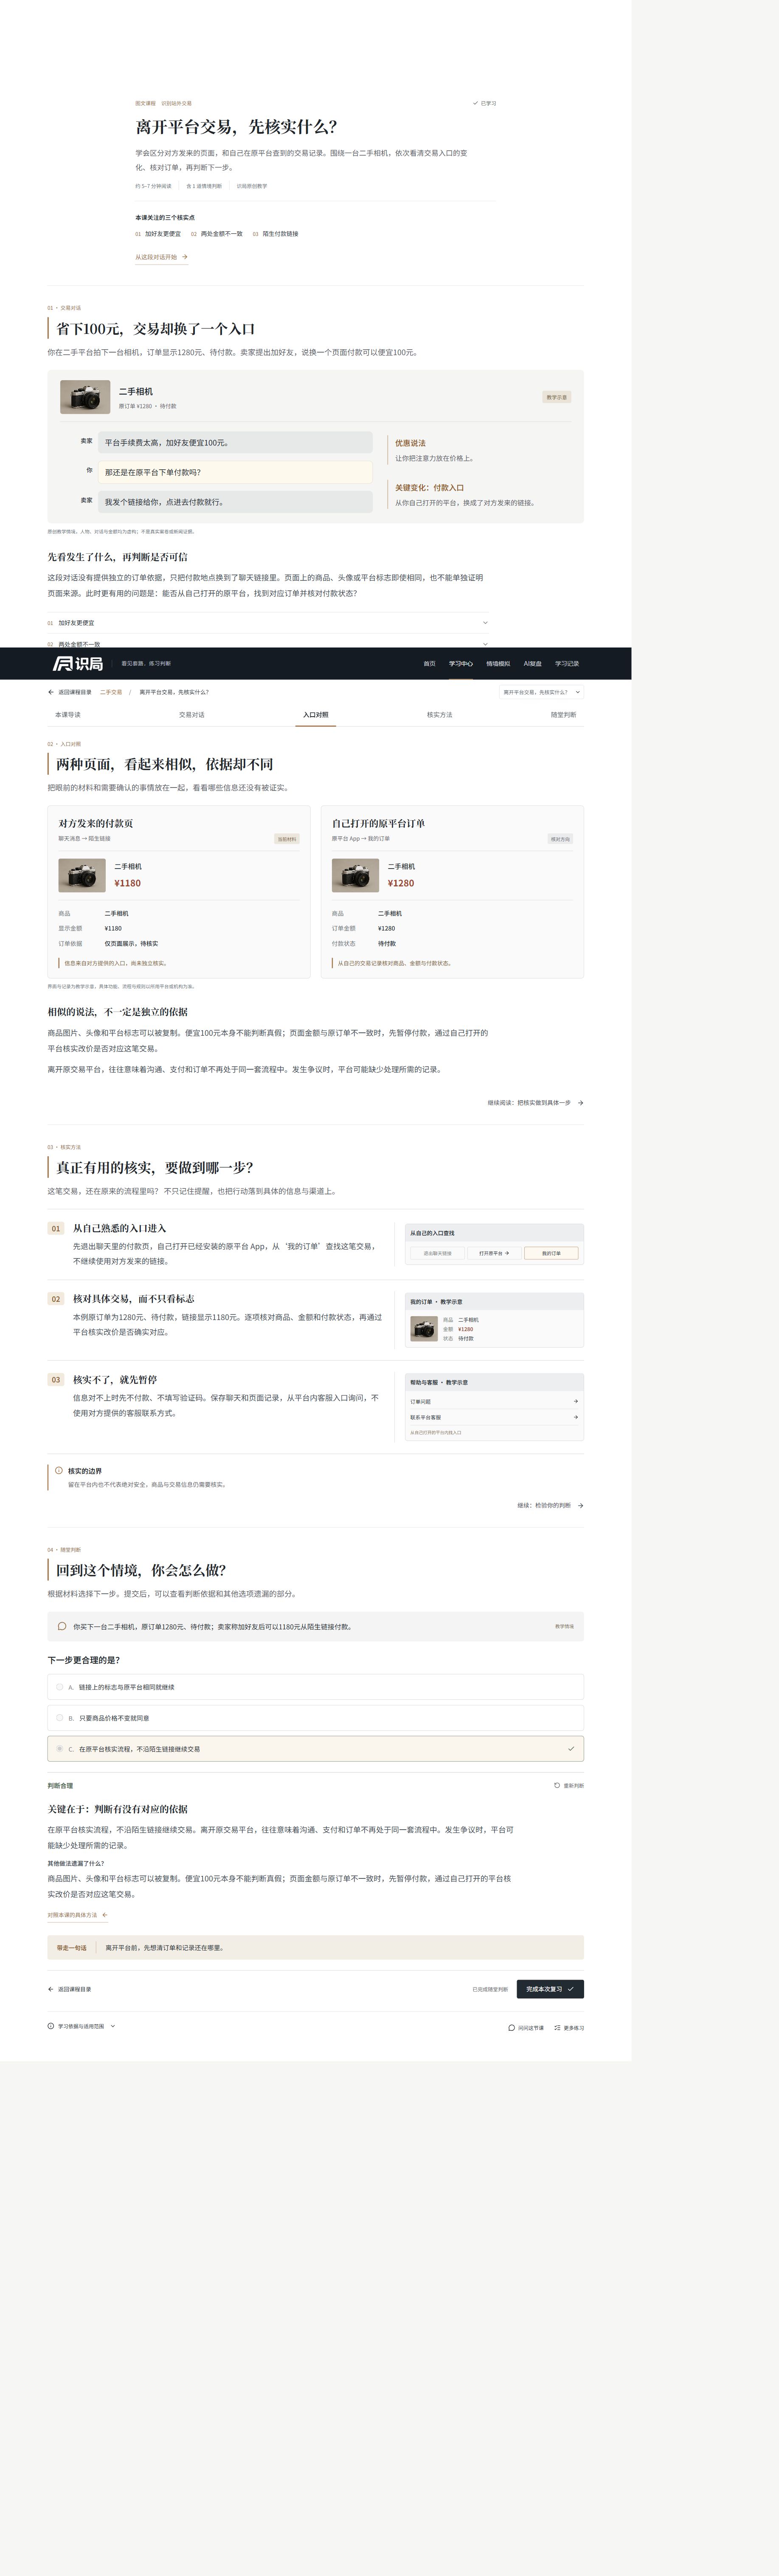 图文课程 识别站外交易
已学习
离开平台交易，先核实什么？
学会区分对方发来的页面，和自己在原平台查到的交易记录。围绕一台二手相机，依次看清交易入口的变
化、核对订单，再判断下一步。
约 5–7 分钟阅读 含 1 道情境判断 识局原创教学
本课关注的三个核实点
01 加好友更便宜 02 两处金额不一致 03 陌生付款链接
从这段对话开始 →
01 · 交易对话
省下100元，交易却换了一个入口
你在二手平台拍下一台相机，订单显示1280元、待付款。卖家提出加好友，说换一个页面付款可以便宜100元。
二手相机
原订单 ¥1280 · 待付款
教学示意
卖家 平台手续费太高，加好友便宜100元。
你 那还是在原平台下单付款吗？
卖家 我发个链接给你，点进去付款就行。
优惠说法
让你把注意力放在价格上。
关键变化：付款入口
从你自己打开的平台，换成了对方发来的链接。
原创教学情境。人物、对话与金额均为虚构；不是真实案ändert
先看发生了什么，再判断是否可信
这段对话没有提供独立的订单依据，只把付款地点换到了聊天链接里。页面上的商品、头像或平台标志即使相同，也不能单独证明
页面来源。此时更有用的问题是：能否从自己打开的原平台，找到对应订单并核对付款状态？
01 加好友更便宜
02 两处金额不一致
识局 看见套路，练习判断
首页 学习中心 情境模拟 AI复盘 学习记录
← 返回课程目录 二手交易 / 离开平台交易，先核实什么？
离开平台交易，先核实什么？
本课导读 交易对话 入口对照 核实方法 随堂判断
02 · 入口对照
两种页面，看起来相似，依据却不同
把眼前的材料和需要确认的事情放在一起，看看哪些信息还没有被证实。
对方发来的付款页
聊天消息 → 陌生链接
当前材料
二手相机
¥1180
商品 二手相机
显示金额 ¥1180
订单依据 仅页面展示，待核实
信息来自对方提供的入口，尚未独立核实。
自己打开的原平台订单
原平台 App → 我的订单
核对方向
二手相机
¥1280
商品 二手相机
订单金额 ¥1280
付款状态 待付款
从自己的交易记录核对商品、金额与付款状态。
界面与记录为教学示意，具体功能、流程与规则以所用平台或机构为准。
相似的说法，不一定是独立的依据
商品图片、头像和平台标志可以被复制。便宜100元本身不能判断真假；页面金额与原订单不一致时，先暂停付款，通过自己打开的
平台核实改价是否对应这笔交易。
离开原交易平台，往往意味着沟通、支付和订单不再处于同一套流程中。发生争议时，平台可能缺少处理所需的记录。
继续阅读：把核实做到具体一步 →
03 · 核实方法
真正有用的核实，要做到哪一步？
这笔交易，还在原来的流程里吗？ 不只记住提醒，也把行动落到具体的信息与渠道上。
01 从自己熟悉的入口进入
先退出聊天里的付款页，自己打开已经安装的原平台 App，从‘我的订单’查找这笔交易，
不继续使用对方发来的链接。
从自己的入口查找
退出聊天链接 打开原平台 → 我的订单
02 核对具体交易，而不只看标志
本例原订单为1280元、待付款，链接显示1180元。逐项核对商品、金额和付款状态，再通过
平台核实改价是否确实对应。
我的订单 · 教学示意
商品 二手相机
金额 ¥1280
状态 待付款
03 核实不了，就先暂停
信息对不上时先不付款、不填写验证码。保存聊天和页面记录，从平台内客服入口询问，不
使用对方提供的客服联系方式。
帮助与客服 · 教学示意
订单问题 →
联系平台客服 →
从自己打开的平台内找入口
核实的边界
留在平台内也不代表绝对安全，商品与交易信息仍需要核实。
继续：检验你的判断 →
04 · 随堂判断
回到这个情境，你会怎么做？
根据材料选择下一步。提交后，可以查看判断依据和其他选项遗漏的部分。
你买下一台二手相机，原订单1280元、待付款；卖家称加好友后可以1180元从陌生链接付款。
教学情境
下一步更合理的是？
A. 链接上的标志与原平台相同就继续
B. 只要商品价格不变就同意
C. 在原平台核实流程，不沿陌生链接继续交易
判断合理
重新判断
关键在于：判断有没有对应的依据
在原平台核实流程，不沿陌生链接继续交易。离开原交易平台，往往意味着沟通、支付和订单不再处于同一套流程中。发生争议时，平台可
能缺少处理所需的记录。
其他做法遗漏了什么？
商品图片、头像和平台标志可以被复制。便宜100元本身不能判断真假；页面金额与原订单不一致时，先暂停付款，通过自己打开的平台核
实改价是否对应这笔交易。
对照本课的具体方法 ←
带走一句话 离开平台前，先想清订单和记录还在哪里。
← 返回课程目录
已完成随堂判断
完成本次复习
学习依据与适用范围
问问这节课
更多练习